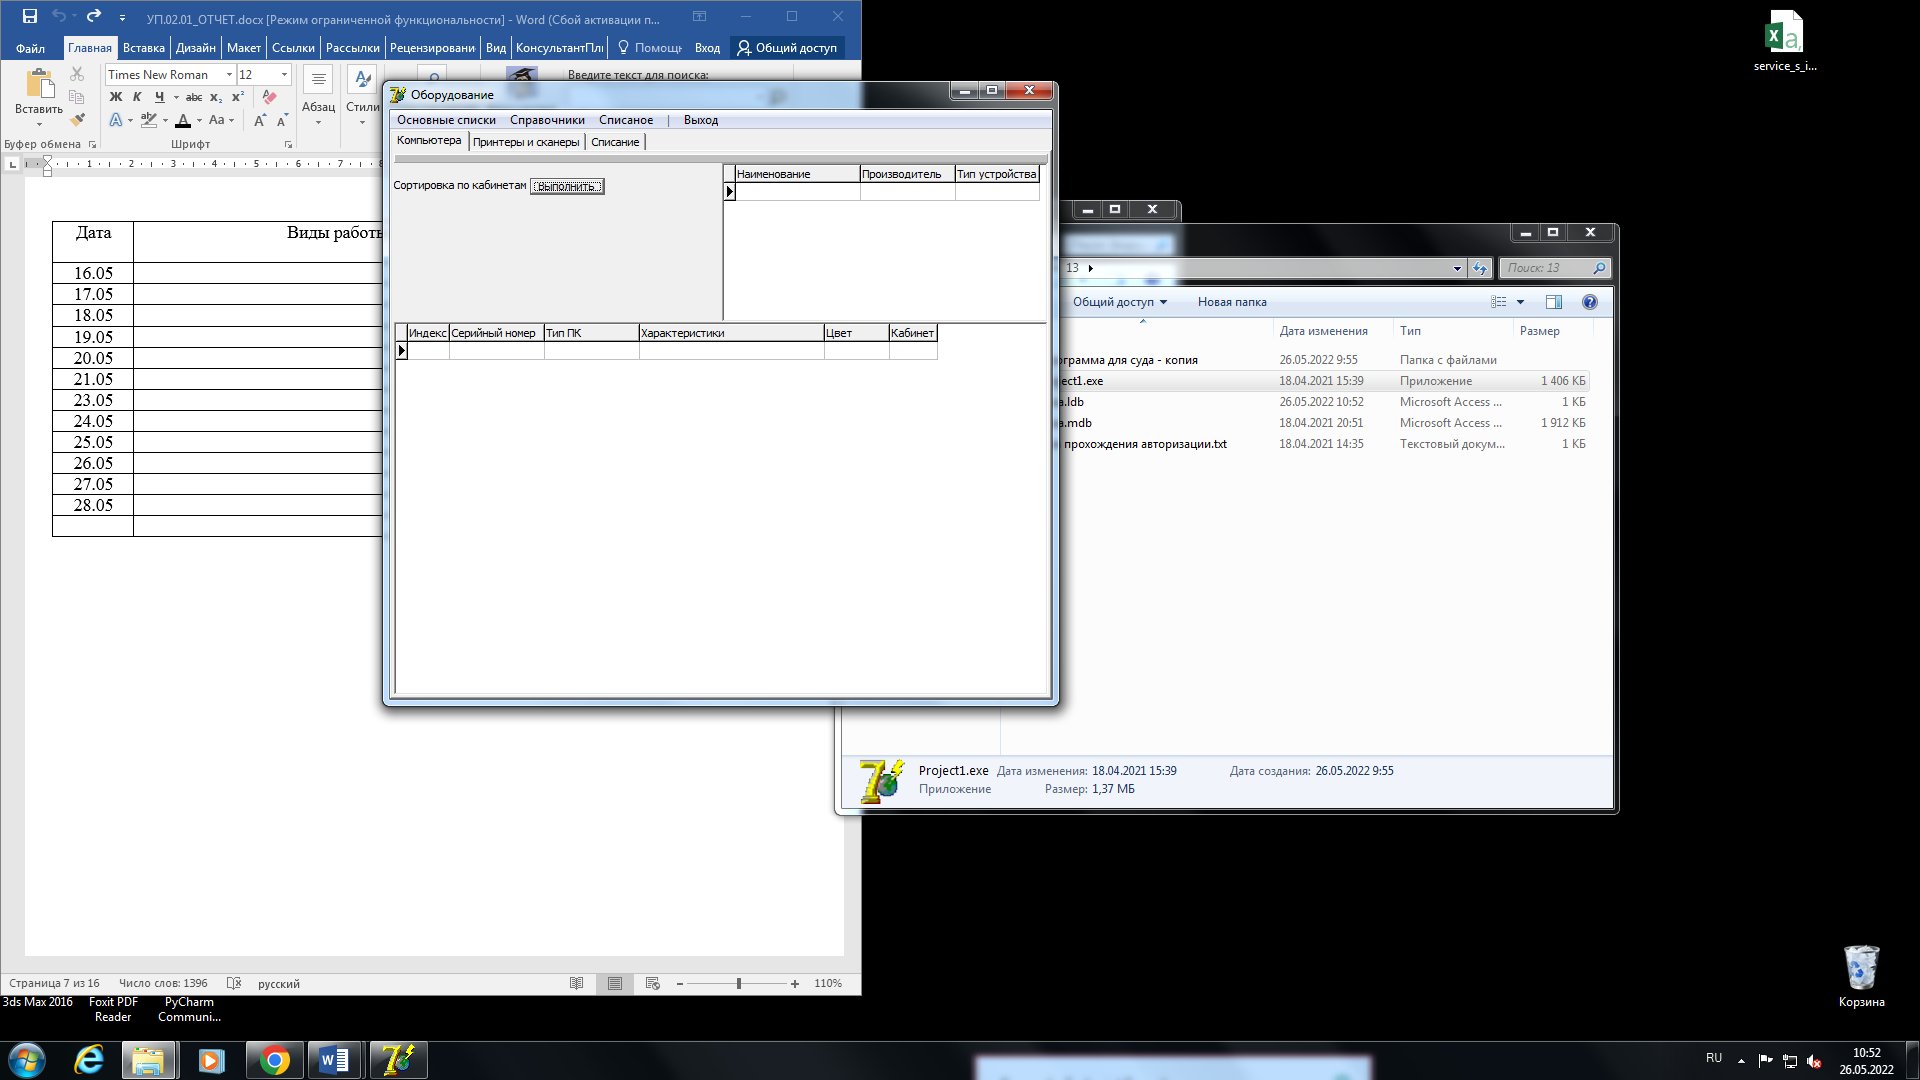 УП.02.01_ОТЧЕТ.docx [Режим ограниченной функциональности] - Word (Сбой активации п...
Файл Главная Вставка Дизайн Макет Ссылки Рассылки Рецензировани Вид КонсультантПлі Помощь Вход Общий доступ
Вставить
Буфер обмена
Times New Roman 12
Ж К Ч abc x₂ x²
Aa
Шрифт
Абзац
Стили
Введите текст для поиска:
Дата Виды работы
16.05
17.05
18.05
19.05
20.05
21.05
23.05
24.05
25.05
26.05
27.05
28.05
Страница 7 из 16 Число слов: 1396 русский 110%
Оборудование
Основные списки Справочники Списаное | Выход
Компьютера Принтеры и сканеры Списание
Сортировка по кабинетам Выполнить
Наименование Производитель Тип устройства
Индекс Серийный номер Тип ПК Характеристики Цвет Кабинет
13
Поиск: 13
Общий доступ Новая папка
Дата изменения Тип Размер
ограмма для суда - копия 26.05.2022 9:55 Папка с файлами
ect1.exe 18.04.2021 15:39 Приложение 1 406 КБ
a.ldb 26.05.2022 10:52 Microsoft Access ... 1 КБ
a.mdb 18.04.2021 20:51 Microsoft Access ... 1 912 КБ
прохождения авторизации.txt 18.04.2021 14:35 Текстовый докум... 1 КБ
Project1.exe Дата изменения: 18.04.2021 15:39 Дата создания: 26.05.2022 9:55
Приложение Размер: 1,37 МБ
service_s_i...
Корзина
3ds Max 2016
Foxit PDF
Reader
PyCharm
Communi...
RU
10:52
26.05.2022